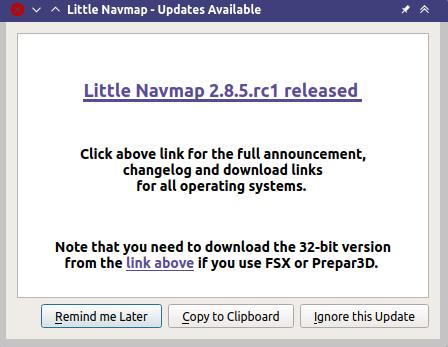 Little Navmap - Updates Available
Little Navmap 2.8.5.rc1 released
Click above link for the full announcement,
changelog and download links
for all operating systems.
Note that you need to download the 32-bit version
from the link above if you use FSX or Prepar3D.
Remind me Later
Copy to Clipboard
Ignore this Update